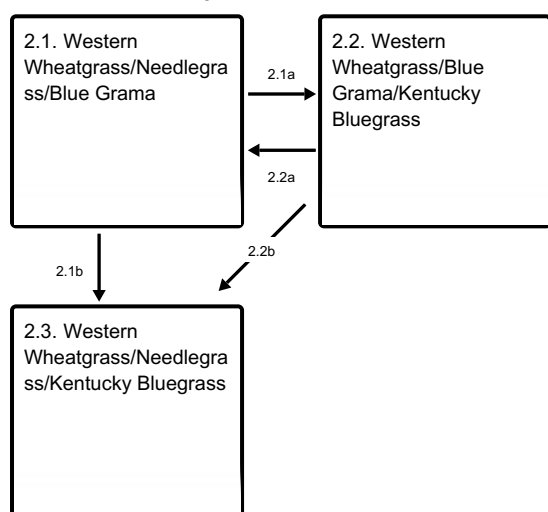 2.1. Western
Wheatgrass/Needlegra
ss/Blue Grama
2.1a
2.2. Western
Wheatgrass/Blue
Grama/Kentucky
Bluegrass
2.2a
2.2b
2.1b
2.3. Western
Wheatgrass/Needlegra
ss/Kentucky Bluegrass